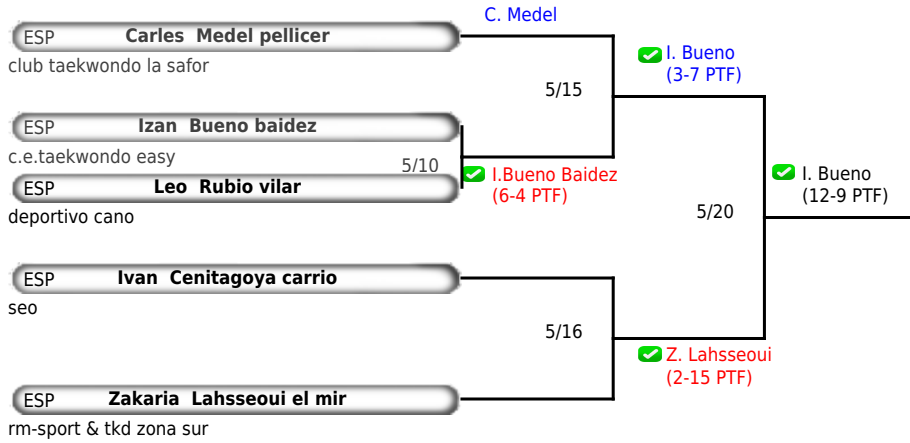 C. Medel
ESP Carles Medel pellicer
club taekwondo la safor
I. Bueno
(3-7 PTF)
5/15
ESP Izan Bueno baidez
c.e.taekwondo easy
5/10
I.Bueno Baidez
(6-4 PTF)
ESP Leo Rubio vilar
deportivo cano
I. Bueno
(12-9 PTF)
5/20
ESP Ivan Cenitagoya carrio
seo
5/16
Z. Lahsseoui
(2-15 PTF)
ESP Zakaria Lahsseoui el mir
rm-sport & tkd zona sur